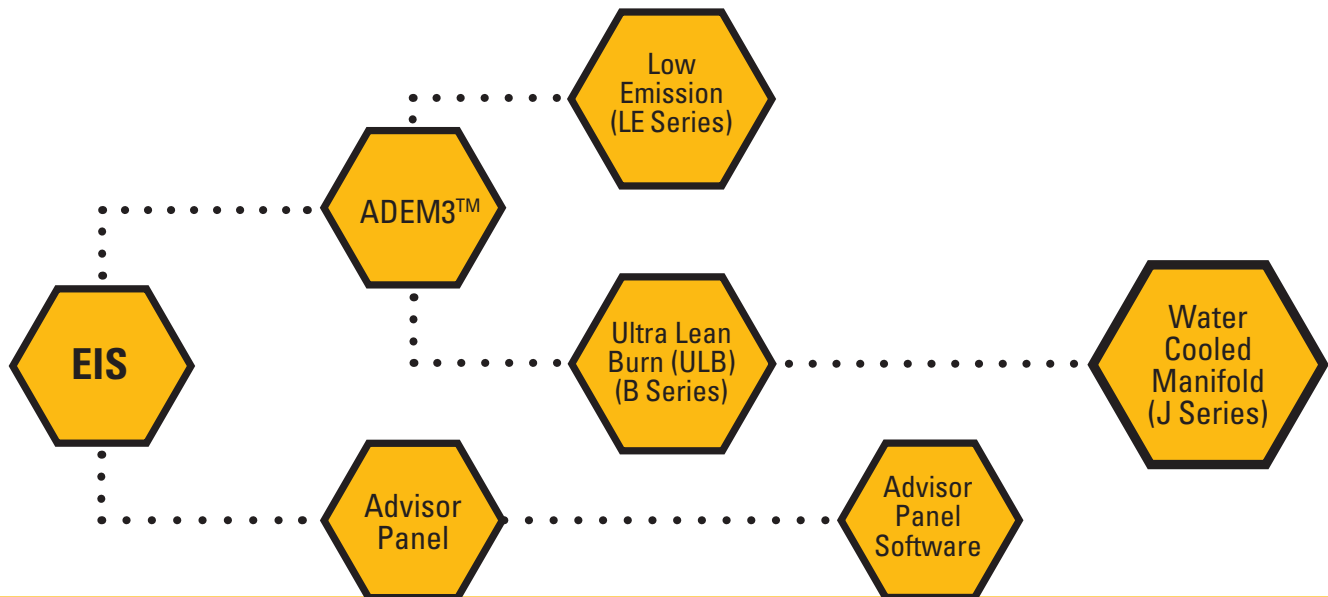 Low
Emission
(LE Series)
ADEM3™
EIS
Ultra Lean
Burn (ULB)
(B Series)
Water
Cooled
Manifold
(J Series)
Advisor
Panel
Advisor
Panel
Software